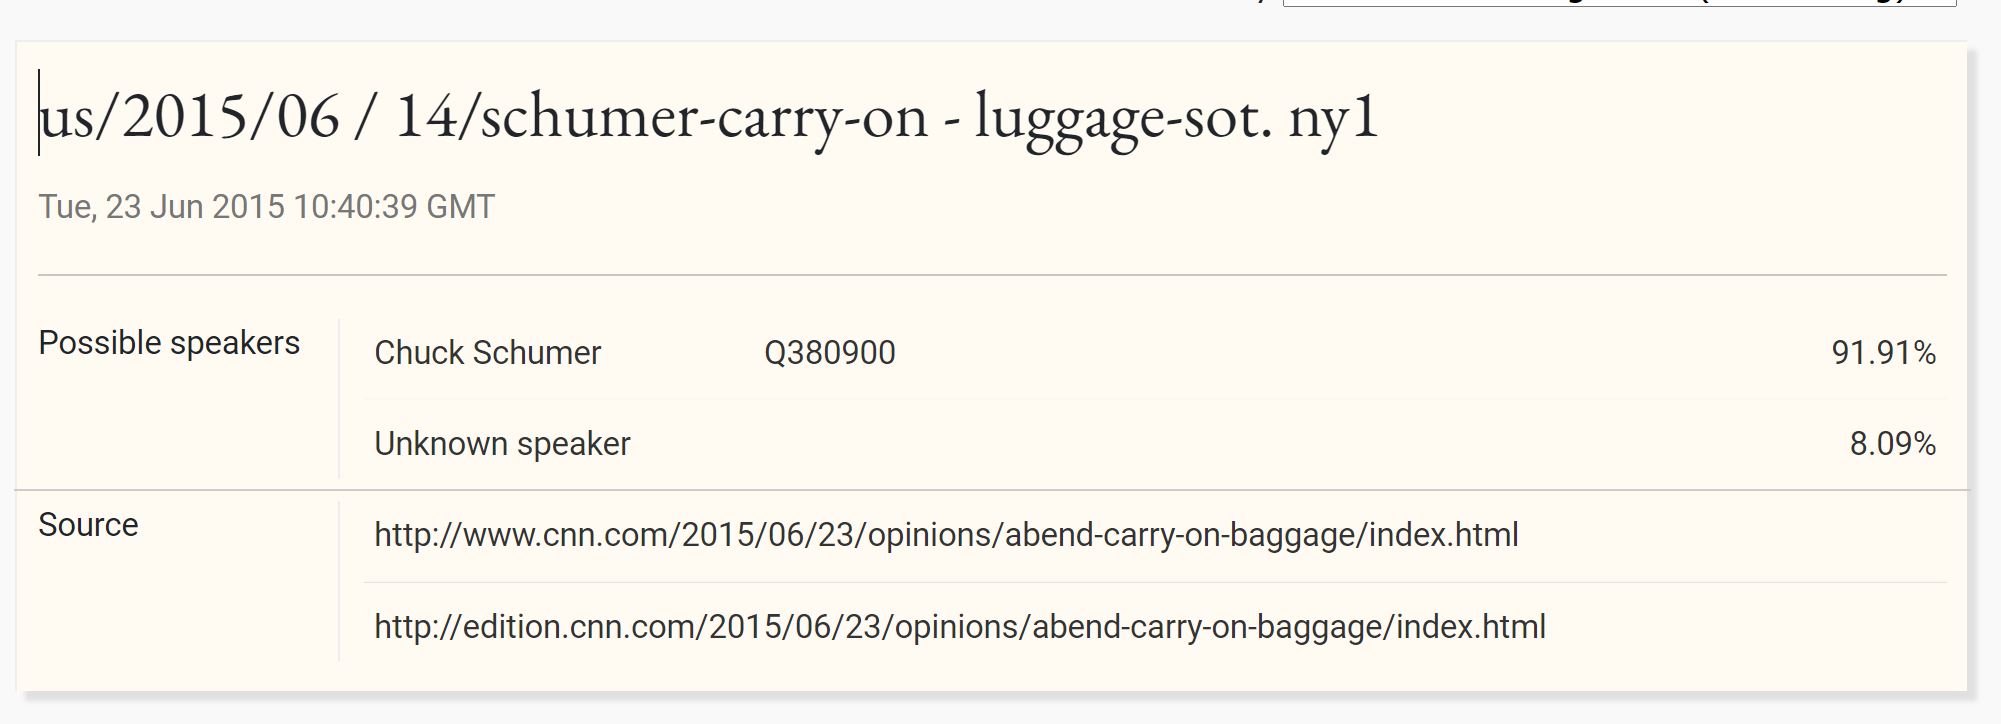 us/2015/06 / 14/schumer-carry-on - luggage-sot. ny1
Tue, 23 Jun 2015 10:40:39 GMT
Possible speakers
Chuck Schumer Q380900 91.91%
Unknown speaker 8.09%
Source
http://www.cnn.com/2015/06/23/opinions/abend-carry-on-baggage/index.html
http://edition.cnn.com/2015/06/23/opinions/abend-carry-on-baggage/index.html